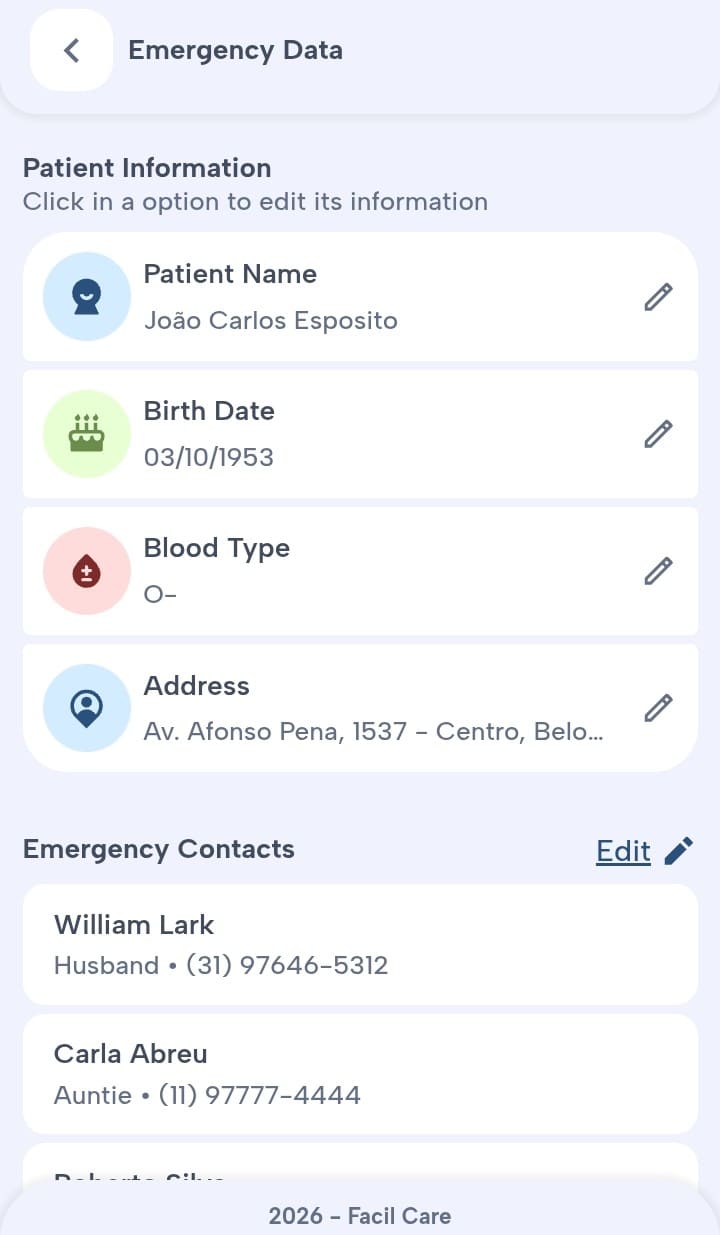 Emergency Data
Patient Information
Click in a option to edit its information
Patient Name
João Carlos Esposito
Birth Date
03/10/1953
Blood Type
O-
Address
Av. Afonso Pena, 1537 - Centro, Belo...
Emergency Contacts
Edit
William Lark
Husband • (31) 97646-5312
Carla Abreu
Auntie • (11) 97777-4444
2026 - Facil Care